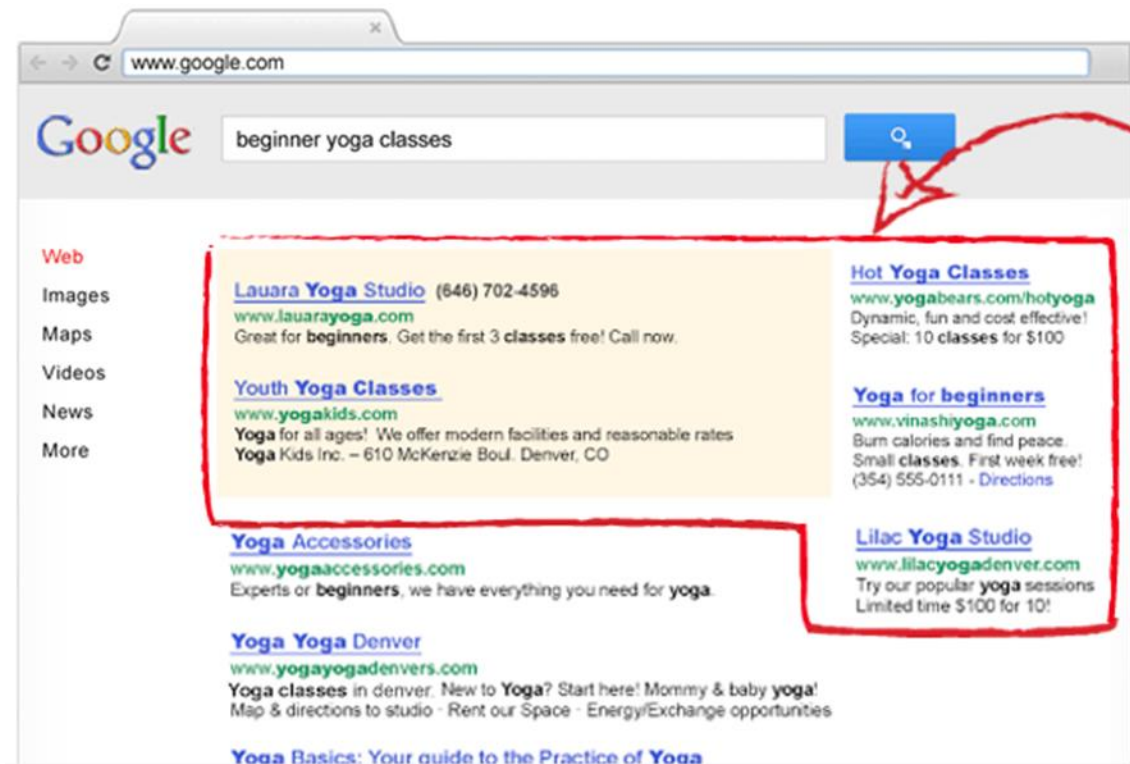 www.google.com
Google
beginner yoga classes
Web
Images
Maps
Videos
News
More
Lauara Yoga Studio (646) 702-4596
www.lauarayoga.com
Great for beginners. Get the first 3 classes free! Call now.
Youth Yoga Classes
www.yogakids.com
Yoga for all ages! We offer modern facilities and reasonable rates
Yoga Kids Inc. – 610 McKenzie Boul. Denver, CO
Hot Yoga Classes
www.yogabears.com/hotyoga
Dynamic, fun and cost effective!
Special: 10 classes for $100
Yoga for beginners
www.vinashiyoga.com
Burn calories and find peace.
Small classes. First week free!
(354) 555-0111 - Directions
Lilac Yoga Studio
www.lilacyogadenver.com
Try our popular yoga sessions
Limited time $100 for 10!
Yoga Accessories
www.yogaaccessories.com
Experts or beginners, we have everything you need for yoga.
Yoga Yoga Denver
www.yogayogadenvers.com
Yoga classes in denver. New to Yoga? Start here! Mommy & baby yoga!
Map & directions to studio - Rent our Space - Energy/Exchange opportunities
Yoga Basics: Your guide to the Practice of Yoga